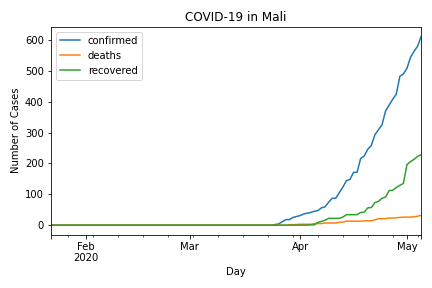 COVID-19 in Mali
confirmed
deaths
recovered
Number of Cases
600
500
400
300
200
100
0
Feb
2020
Mar
Apr
May
Day